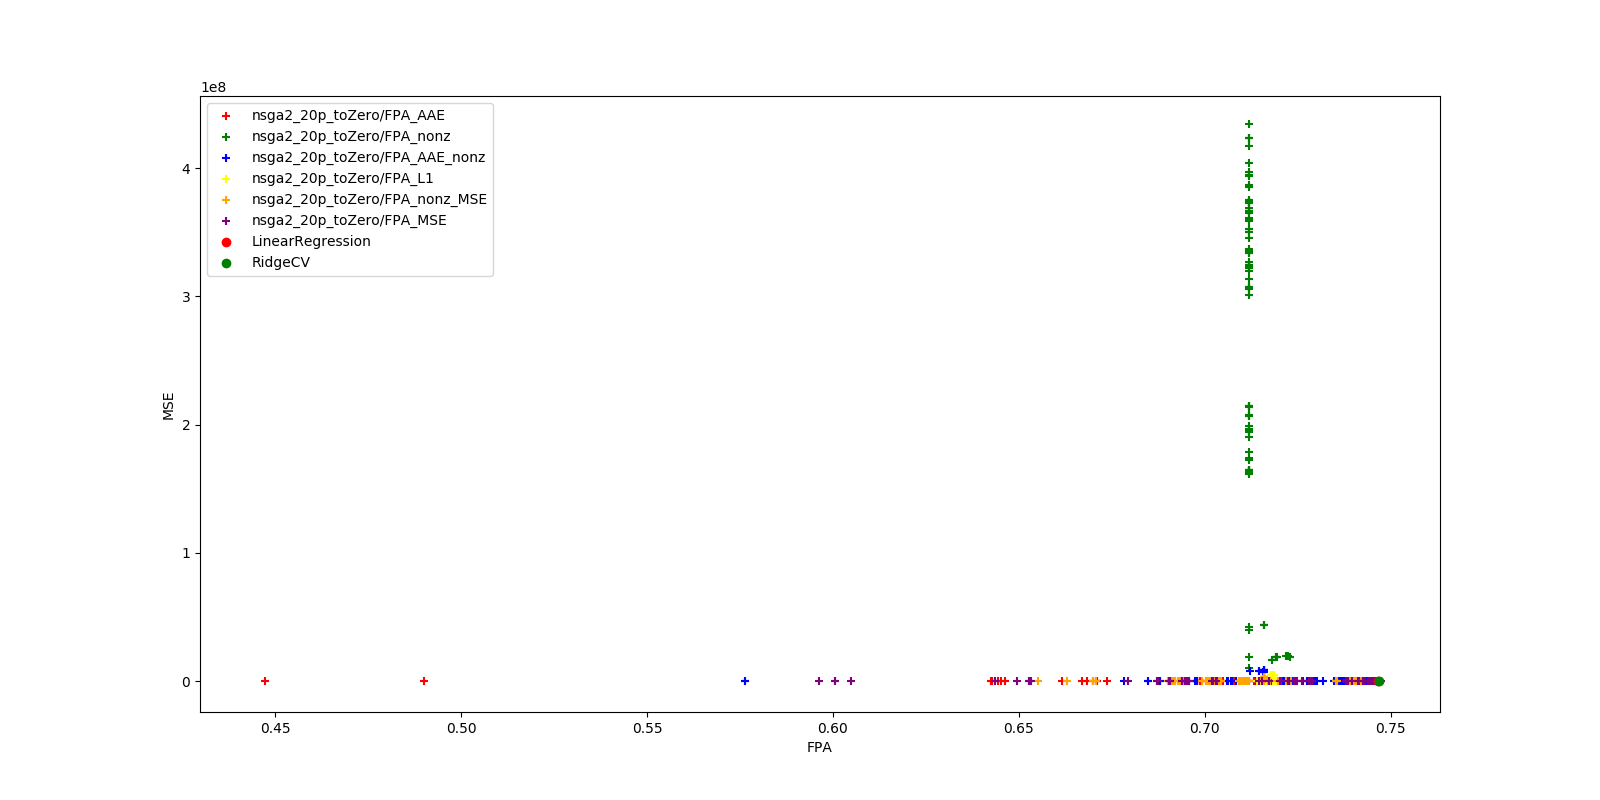 1e8
nsga2_20p_toZero/FPA_AAE
nsga2_20p_toZero/FPA_nonz
nsga2_20p_toZero/FPA_AAE_nonz
nsga2_20p_toZero/FPA_L1
nsga2_20p_toZero/FPA_nonz_MSE
nsga2_20p_toZero/FPA_MSE
LinearRegression
RidgeCV
4
3
2
1
0
MSE
0.45 0.50 0.55 0.60 0.65 0.70 0.75
FPA